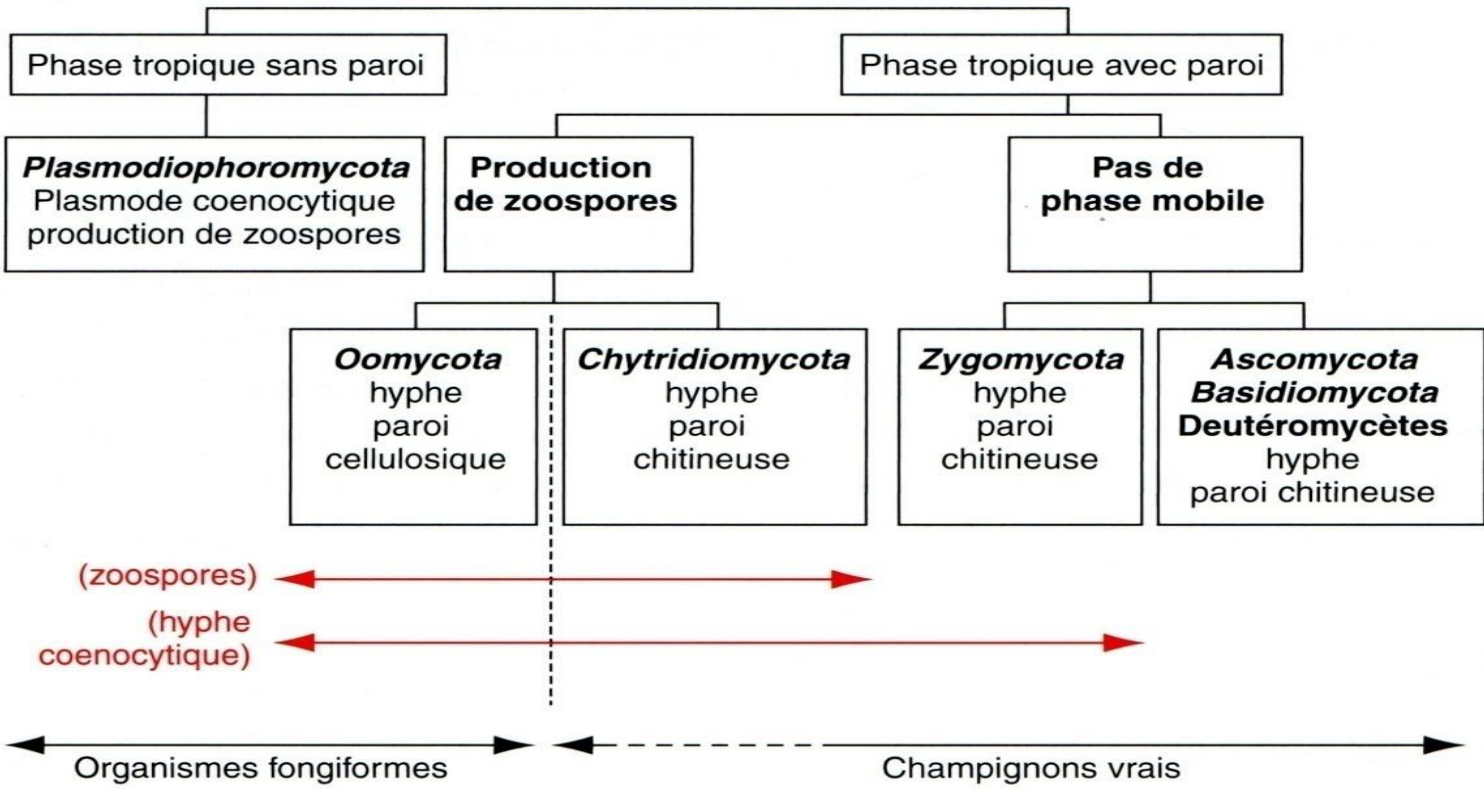 Phase tropique sans paroi
Phase tropique avec paroi
Plasmodiophoromycota
Plasmode coenocytique
production de zoospores
Production
de zoospores
Pas de
phase mobile
Oomycota
hyphe
paroi
cellulosique
Chytridiomycota
hyphe
paroi
chitineuse
Zygomycota
hyphe
paroi
chitineuse
Ascomycota
Basidiomycota
Deutéromycètes
hyphe
paroi chitineuse
(zoospores)
(hyphe
coenocytique)
Organismes fongiformes
Champignons vrais